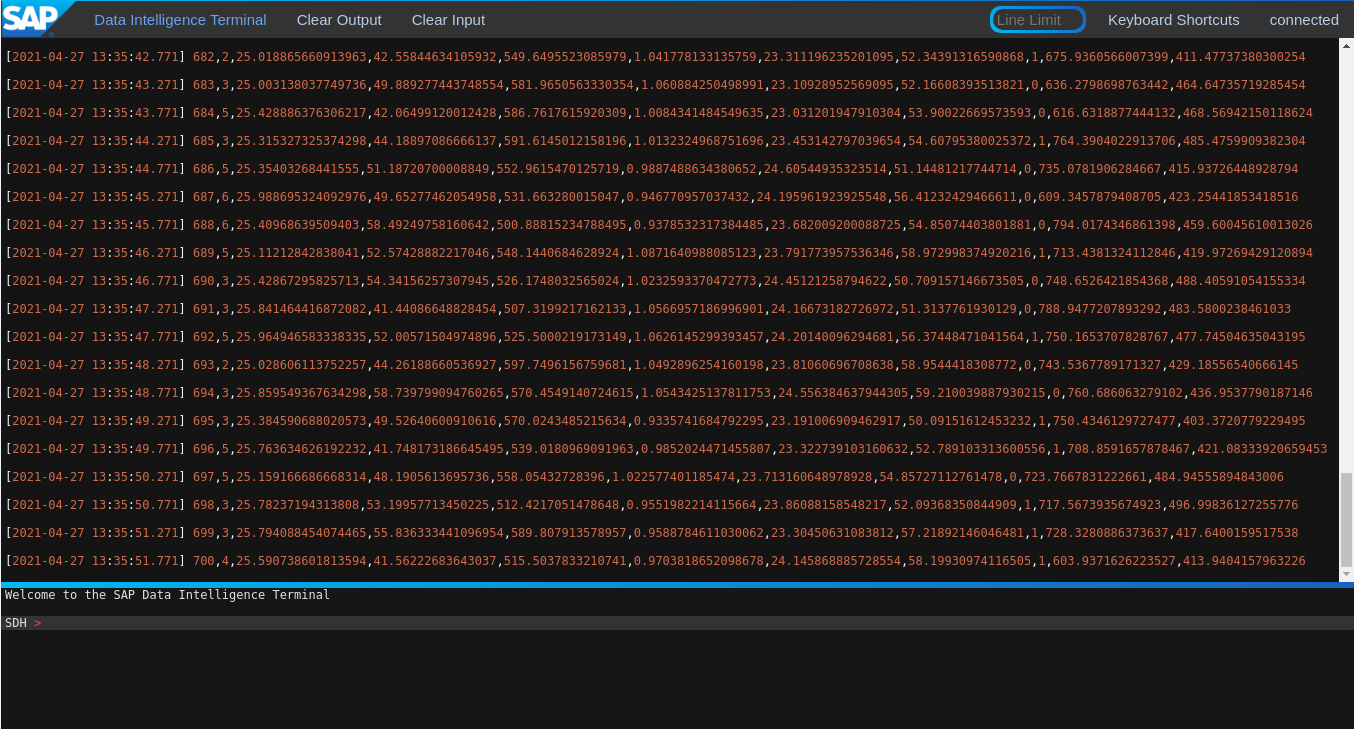 SAP Data Intelligence Terminal Clear Output Clear Input Line Limit Keyboard Shortcuts connected
[2021-04-27 13:35:42.771] 682,2,25.018865660913963,42.55844634105932,549.6495523085979,1.041778133135759,23.3111962352010­95,52.34391316590868,1,675.9360566007399,411.47737380300254
[2021-04-27 13:35:43.271] 683,3,25.003138037749736,49.889277443748554,581.9650563330354,1.060884250498991,23.10928952569095,52.16608393513821,0,636.2798698763442,464.64735719285454
[2021-04-27 13:35:43.771] 684,5,25.428886376306217,42.06499120012428,586.7617615920309,1.0084341484549635,23.031201947910304,53.90022669573593,0,616.6318877444132,468.56942150118624
[2021-04-27 13:35:44.271] 685,3,25.315327325374298,44.18897086666137,591.6145012158196,1.0132324968751696,23.453142797039654,54.60795380025372,1,764.3904022913706,485.4759909382304
[2021-04-27 13:35:44.771] 686,5,25.35403268441555,51.18720700008849,552.9615470125719,0.9887488634380652,24.60544935323514,51.14481217744714,0,735.0781906284667,415.93726448928794
[2021-04-27 13:35:45.271] 687,6,25.988695324092976,49.65277462054958,531.663280015047,0.946770957037432,24.195961923925548,56.41232429466611,0,609.3457879408705,423.25441853418516
[2021-04-27 13:35:45.771] 688,6,25.40968639509403,58.49249758160642,500.88815234788495,0.9378532317384485,23.682009200088725,54.85074403801881,0,794.0174346861398,459.60045610013026
[2021-04-27 13:35:46.271] 689,5,25.11212842838041,52.57428882217046,548.1440684628924,1.0871640988085123,23.791773957536346,58.972998374920216,1,713.4381324112846,419.97269429120894
[2021-04-27 13:35:46.771] 690,3,25.42867295825713,54.34156257307945,526.1748032565024,1.0232593370472773,24.45121258794622,50.709157146673505,0,748.6526421854368,488.40591054155334
[2021-04-27 13:35:47.271] 691,3,25.841464416872082,41.44086648828454,507.3199217162133,1.0566957186996901,24.16673182726972,51.3137761930129,0,788.9477207893292,483.5800238461033
[2021-04-27 13:35:47.771] 692,5,25.964946583338335,52.00571504974896,525.5000219173149,1.0626145299393457,24.20140096294681,56.37448471041564,1,750.1653707828767,477.74504635043195
[2021-04-27 13:35:48.271] 693,2,25.028606113752257,44.26188660536927,597.7496156759681,1.0492896254160198,23.81060696708638,58.9544418308772,0,743.5367789171327,429.18556540666145
[2021-04-27 13:35:48.771] 694,3,25.859549367634298,58.739799094760265,570.4549140724615,1.0543425137811753,24.556384637944305,59.210039887930215,0,760.686063279102,436.9537790187146
[2021-04-27 13:35:49.271] 695,3,25.384590688020573,49.52640600910616,570.0243485215634,0.9335741684792295,23.191006909462917,50.09151612453232,1,750.4346129727477,403.3720779229495
[2021-04-27 13:35:49.771] 696,5,25.763634626192232,41.748173186645495,539.0180969091963,0.9852024471455807,23.322739103160632,52.789103313600556,1,708.8591657878467,421.08333920659453
[2021-04-27 13:35:50.271] 697,5,25.159166686668314,48.1905613695736,558.05432728396,1.022577401185474,23.713160648978928,54.85727112761478,0,723.7667831222661,484.94555894843006
[2021-04-27 13:35:50.771] 698,3,25.78237194313808,53.19957713450225,512.4217051478648,0.9551982214115664,23.86088158548217,52.09368350844909,1,717.5673935674923,496.99836127255776
[2021-04-27 13:35:51.271] 699,3,25.794088454074465,55.836333441096954,589.807913578957,0.9588784611030062,23.30450631083812,57.21892146046481,1,728.3280886373637,417.6400159517538
[2021-04-27 13:35:51.771] 700,4,25.590738601813594,41.56222683643037,515.5037833210741,0.9703818652098678,24.145868885728554,58.19930974116505,1,603.9371626223527,413.9404157963226
Welcome to the SAP Data Intelligence Terminal
SDH >